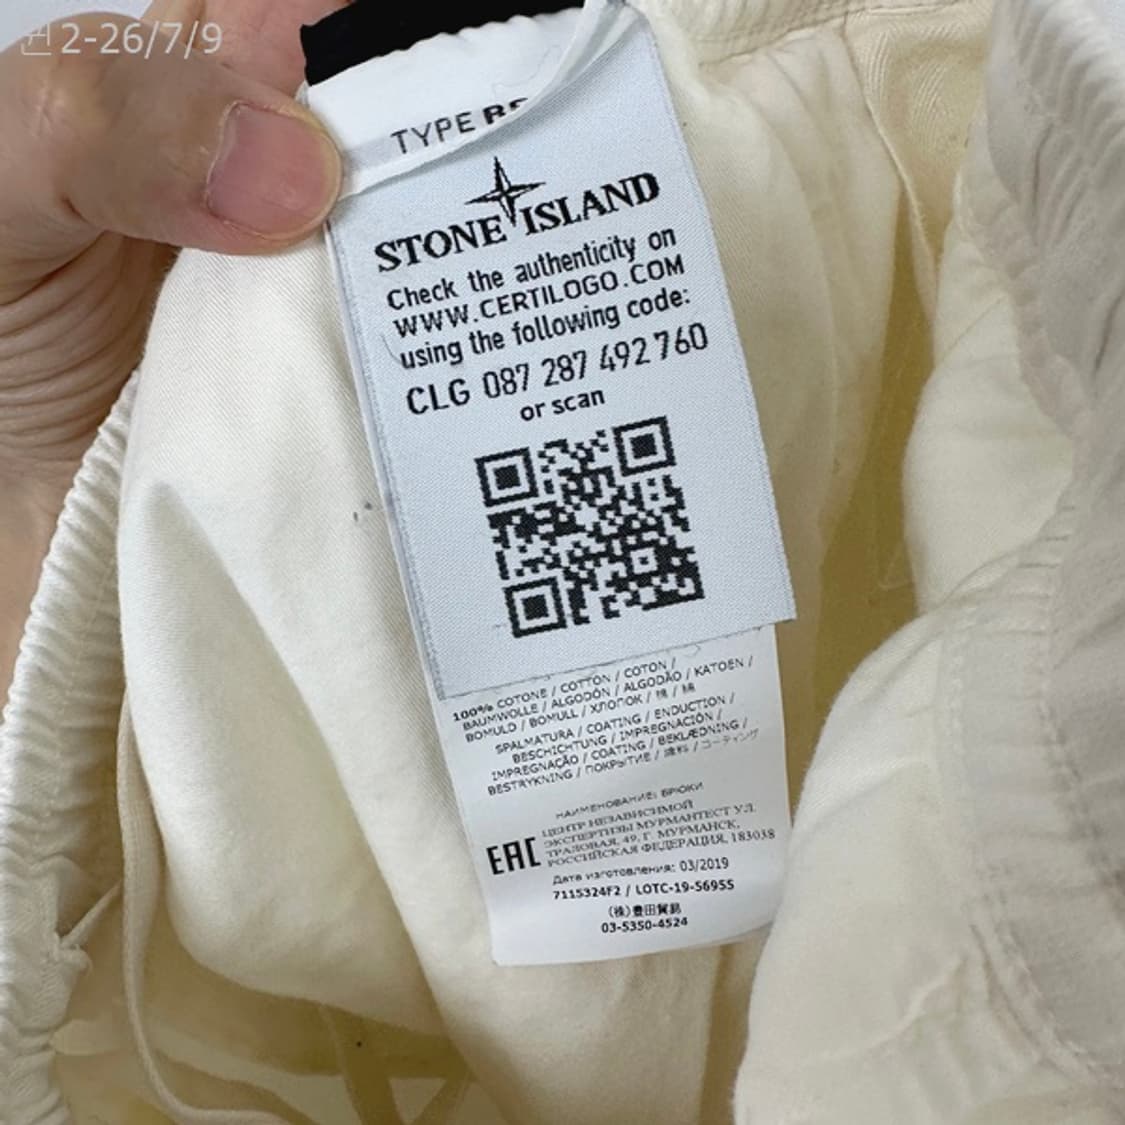 2-26/7/9
TYPE
STONE ISLAND
Check the authenticity on
WWW.CERTILOGO.COM
using the following code:
CLG 087 287 492 760
or scan
100% COTONE / COTTON / COTON /
BAUMWOLLE / ALGODÓN / ALGODÃO / KATOEN /
BOMULD / BOMULL / ХЛОПОК / 棉 / 綿
SPALMATURA / COATING / ENDUCTION /
BESCHICHTUNG / IMPREGNACIÓN /
IMPREGNAÇÃO / COATING / BEKLÆDNING /
BESTRYKNING / ПОКРЫТИЕ / 塗料 / コーティング
НАИМЕНОВАНИЕ: БРЮКИ
EAC
ЦЕНТР НЕЗАВИСИМОЙ
ЭКСПЕРТИЗЫ МУРМАНТЕСТ УЛ.
ТРАЛОВАЯ, 49, Г. МУРМАНСК,
РОССИЙСКАЯ ФЕДЕРАЦИЯ, 183038
Дата изготовления: 03/2019
7115324F2 / LOTC-19-5695S
(株)豊田貿易
03-5350-4524